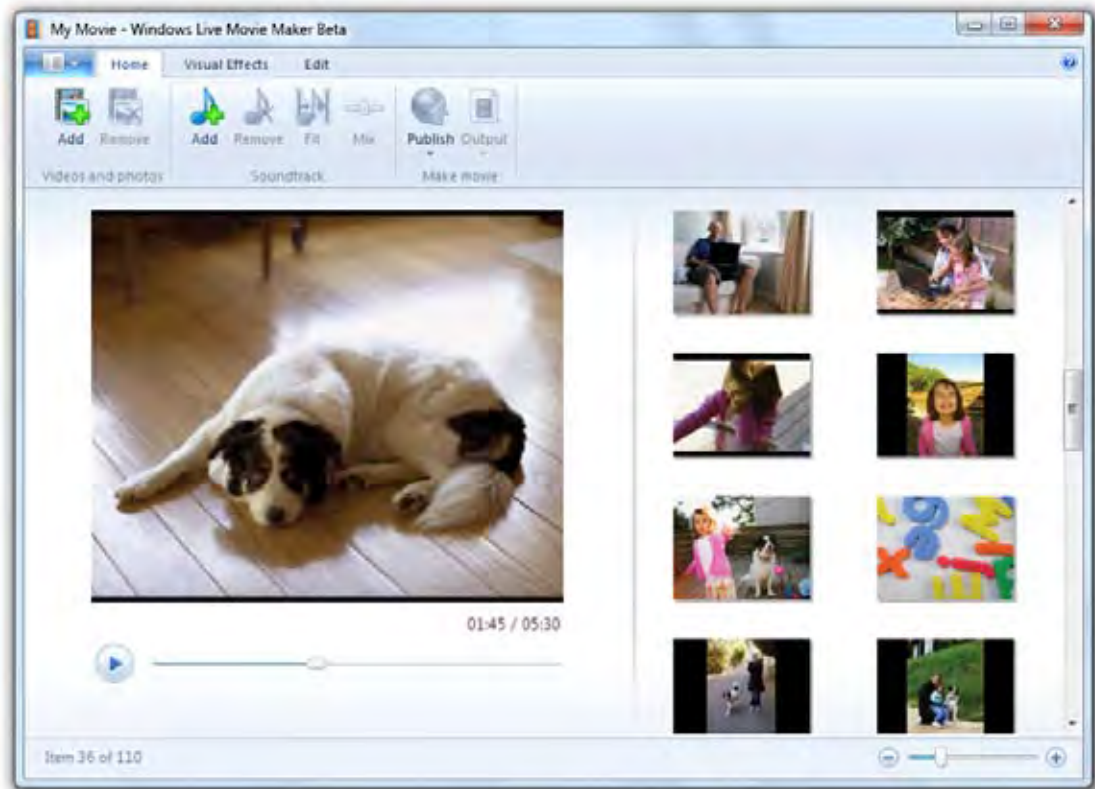 My Movie - Windows Live Movie Maker Beta
Home Visual Effects Edit
Add Remove Add Remove Fit Mix Publish Output
Videos and photos Soundtrack Make movie
01:45 / 05:30
Item 36 of 110